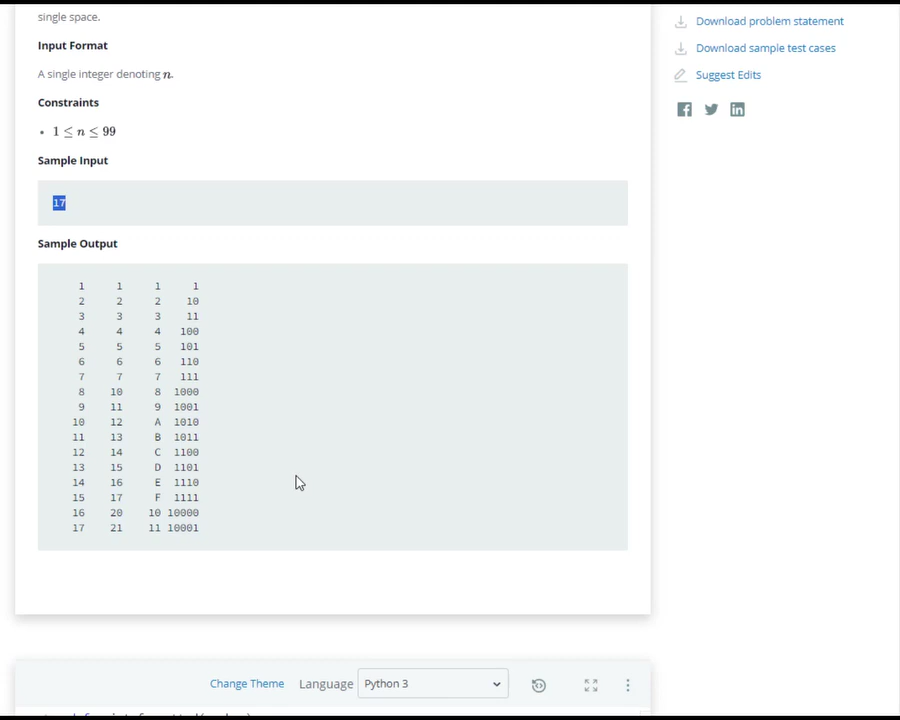 single space.
Input Format
A single integer denoting n.
Constraints
• 1 ≤ n ≤ 99
Sample Input
17
Sample Output
1 1 1 1
2 2 2 10
3 3 3 11
4 4 4 100
5 5 5 101
6 6 6 110
7 7 7 111
8 10 8 1000
9 11 9 1001
10 12 A 1010
11 13 B 1011
12 14 C 1100
13 15 D 1101
14 16 E 1110
15 17 F 1111
16 20 10 10000
17 21 11 10001
Download problem statement
Download sample test cases
Suggest Edits
Change Theme Language Python 3